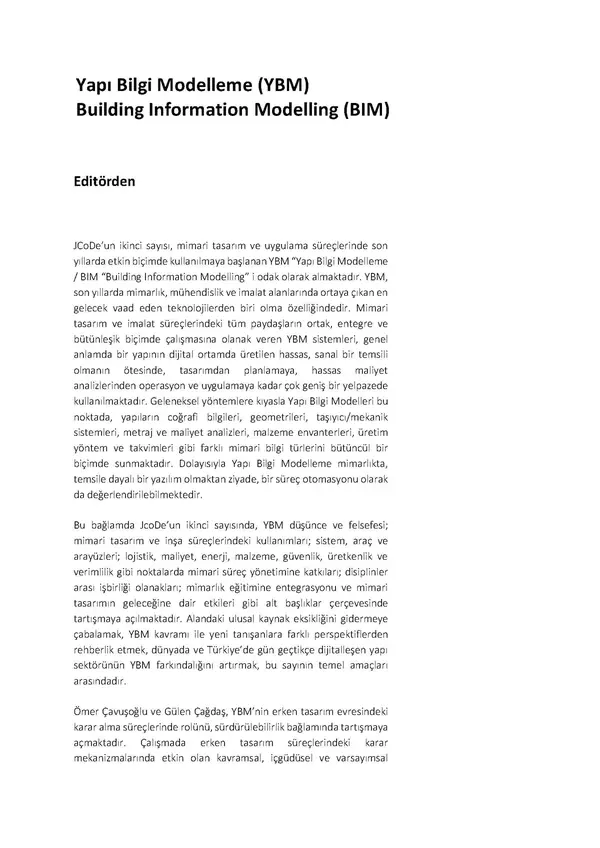 Yapı Bilgi Modelleme (YBM)
Building Information Modelling (BIM)
Editörden
JCoDe’un ikinci sayısı, mimari tasarım ve uygulama süreçlerinde son
yıllarda etkin biçimde kullanılmaya başlanan YBM “Yapı Bilgi Modelleme
/ BIM “Building Information Modelling” i odak olarak almaktadır. YBM,
son yıllarda mimarlık, mühendislik ve imalat alanlarında ortaya çıkan en
gelecek vaad eden teknolojilerden biri olma özelliğindedir. Mimari
tasarım ve imalat süreçlerindeki tüm paydaşların ortak, entegre ve
bütünleşik biçimde çalışmasına olanak veren YBM sistemleri, genel
anlamda bir yapının dijital ortamda üretilen hassas, sanal bir temsili
olmanın ötesinde, tasarımdan planlamaya, hassas maliyet
analizlerinden operasyon ve uygulamaya kadar çok geniş bir yelpazede
kullanılmaktadır. Geleneksel yöntemlere kıyasla Yapı Bilgi Modelleri bu
noktada, yapıların coğrafi bilgileri, geometrileri, taşıyıcı/mekanik
sistemleri, metraj ve maliyet analizleri, malzeme envanterleri, üretim
yöntem ve takvimleri gibi farklı mimari bilgi türlerini bütüncül bir
biçimde sunmaktadır. Dolayısıyla Yapı Bilgi Modelleme mimarlıkta,
temsile dayalı bir yazılım olmaktan ziyade, bir süreç otomasyonu olarak
da değerlendirilebilmektedir.
Bu bağlamda JcoDe’un ikinci sayısında, YBM düşünce ve felsefesi;
mimari tasarım ve inşa süreçlerindeki kullanımları; sistem, araç ve
arayüzleri; lojistik, maliyet, enerji, malzeme, güvenlik, üretkenlik ve
verimlilik gibi noktalarda mimari süreç yönetimine katkıları; disiplinler
arası işbirliği olanakları; mimarlık eğitimine entegrasyonu ve mimari
tasarımın geleceğine dair etkileri gibi alt başlıklar çerçevesinde
tartışmaya açılmaktadır. Alandaki ulusal kaynak eksikliğini gidermeye
çabalamak, YBM kavramı ile yeni tanışanlara farklı perspektiflerden
rehberlik etmek, dünyada ve Türkiye’de gün geçtikçe dijitalleşen yapı
sektörünün YBM farkındalığını artırmak, bu sayının temel amaçları
arasındadır.
Ömer Çavuşoğlu ve Gülen Çağdaş, YBM’nin erken tasarım evresindeki
karar alma süreçlerinde rolünü, sürdürülebilirlik bağlamında tartışmaya
açmaktadır. Çalışmada erken tasarım süreçlerindeki karar
mekanizmalarında etkin olan kavramsal, içgüdüsel ve varsayımsal